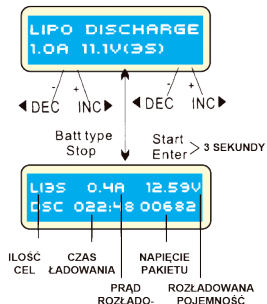 LIPO DISCHARGE
1.0A 11.1V(3S)
- + - +
◀DEC INC▶ ◀DEC INC▶
Batt type Start
Stop Enter > 3 SEKUNDY
LI3S 0.4A 12.59V
DSC 022:48 00682
ILOŚĆ CZAS NAPIĘCIE
CEL ŁADOWANIA PAKIETU
PRĄD ROZŁADOWANA
ROZŁADO- POJEMNOŚĆ